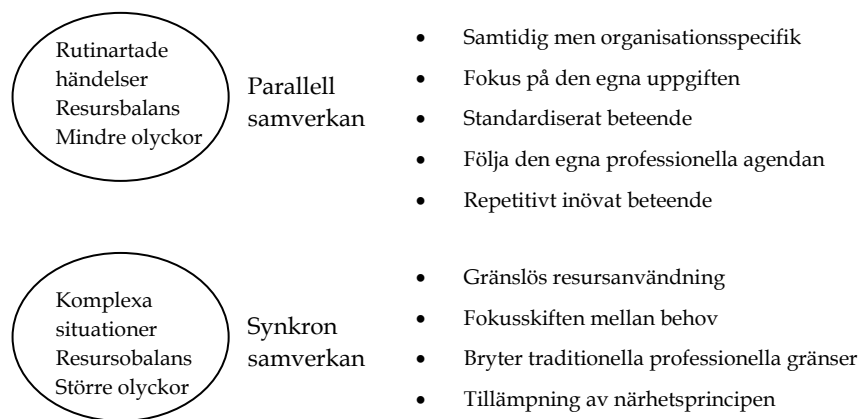 Rutinartade
händelser
Resursbalans
Mindre olyckor
Parallell
samverkan
• Samtidig men organisationsspecifik
• Fokus på den egna uppgiften
• Standardiserat beteende
• Följa den egna professionella agendan
• Repetitivt inövat beteende
Komplexa
situationer
Resursobalans
Större olyckor
Synkron
samverkan
• Gränslös resursanvändning
• Fokusskiften mellan behov
• Bryter traditionella professionella gränser
• Tillämpning av närhetsprincipen